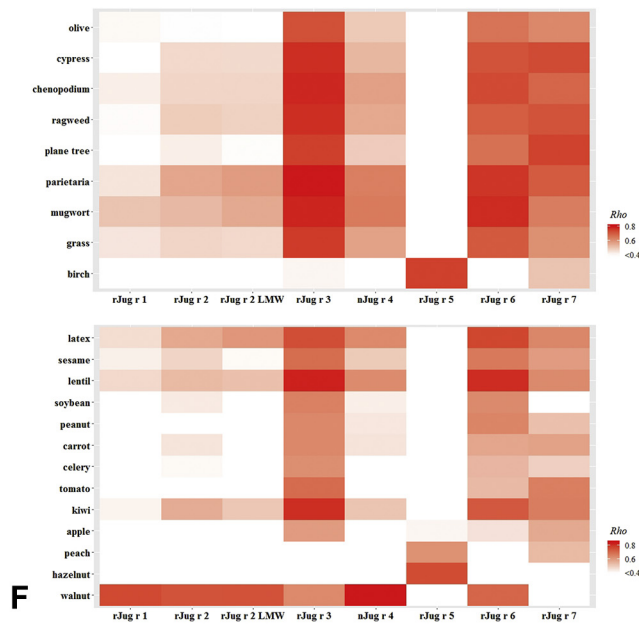 olive
cypress
chenopodium
ragweed
plane tree
parietaria
mugwort
grass
birch
Rho
0.8
0.6
<0.4
rJug r 1 rJug r 2 rJug r 2 LMW rJug r 3 nJug r 4 rJug r 5 rJug r 6 rJug r 7
latex
sesame
lentil
soybean
peanut
carrot
celery
tomato
kiwi
apple
peach
hazelnut
walnut
Rho
0.8
0.6
<0.4
rJug r 1 rJug r 2 rJug r 2 LMW rJug r 3 nJug r 4 rJug r 5 rJug r 6 rJug r 7
F